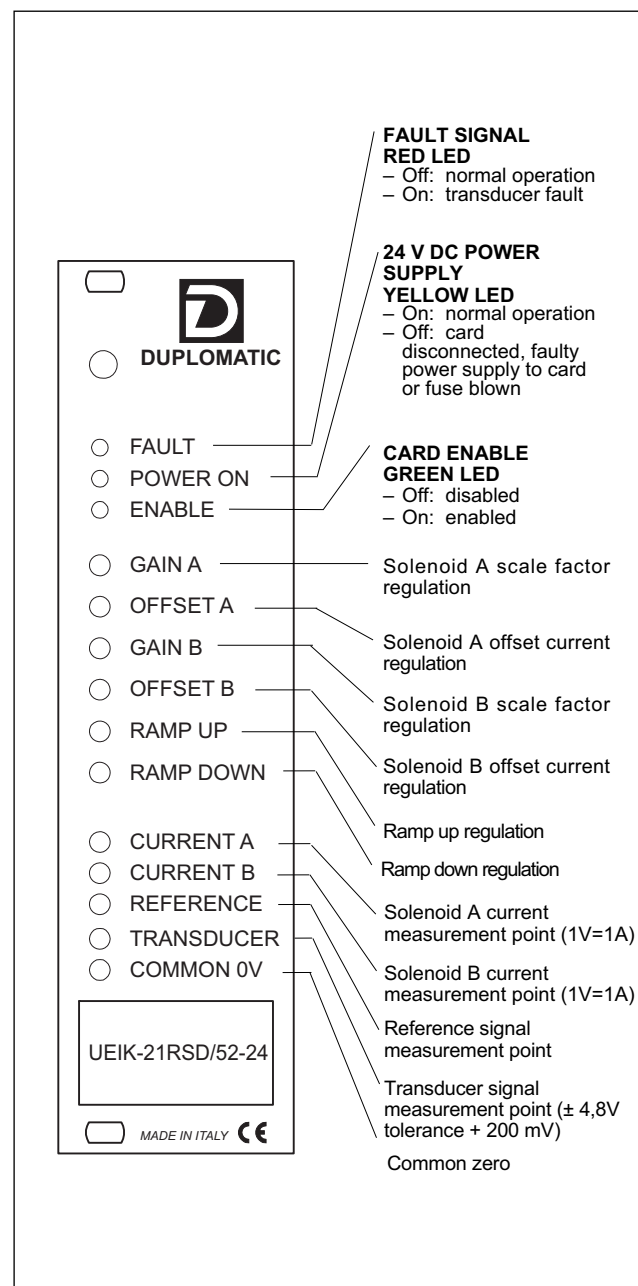 FAULT SIGNAL
RED LED
– Off: normal operation
– On: transducer fault
24 V DC POWER
SUPPLY
YELLOW LED
– On: normal operation
– Off: card
disconnected, faulty
power supply to card
or fuse blown
CARD ENABLE
GREEN LED
– Off: disabled
– On: enabled
Solenoid A scale factor
regulation
Solenoid A offset current
regulation
Solenoid B scale factor
regulation
Solenoid B offset current
regulation
Ramp up regulation
Ramp down regulation
Solenoid A current
measurement point (1V=1A)
Solenoid B current
measurement point (1V=1A)
Reference signal
measurement point
Transducer signal
measurement point (± 4,8V
tolerance + 200 mV)
Common zero
D
DUPLOMATIC
FAULT
POWER ON
ENABLE
GAIN A
OFFSET A
GAIN B
OFFSET B
RAMP UP
RAMP DOWN
CURRENT A
CURRENT B
REFERENCE
TRANSDUCER
COMMON 0V
UEIK-21RSD/52-24
MADE IN ITALY CE